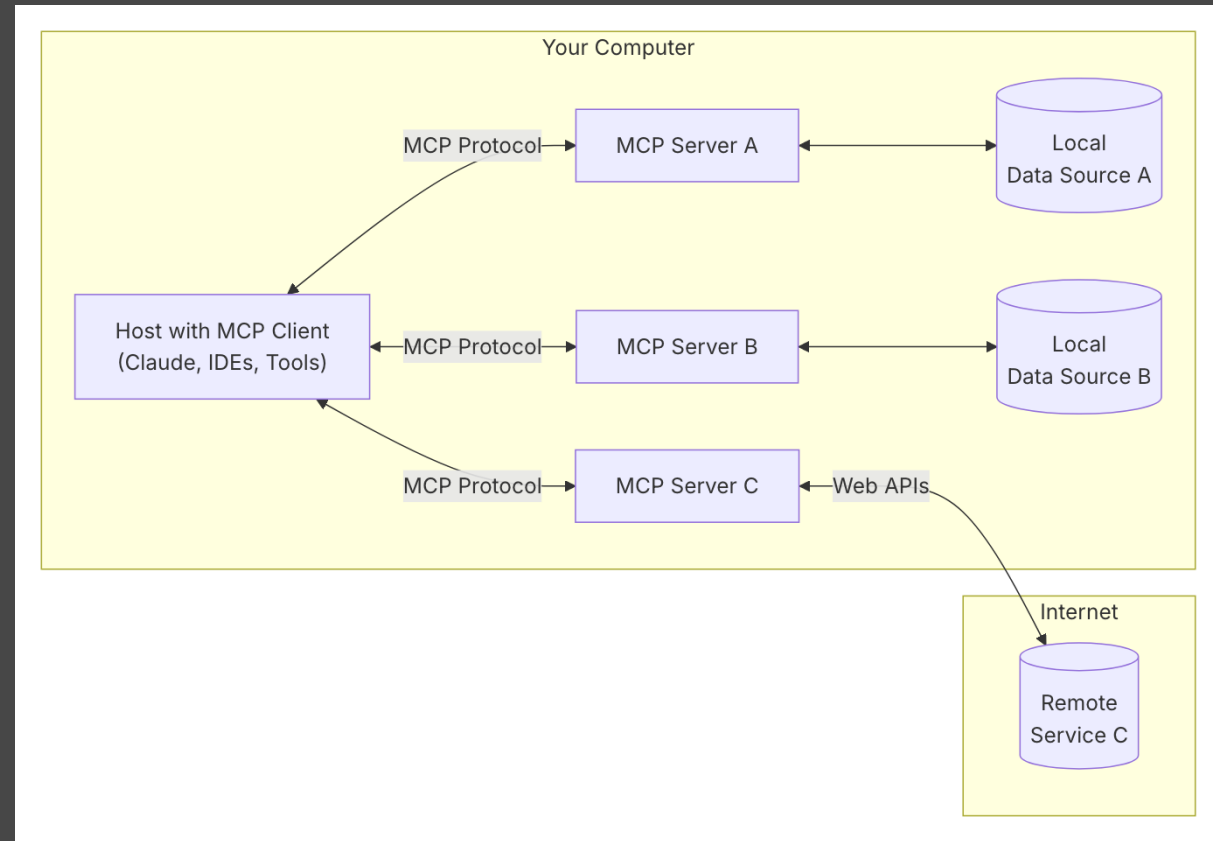 Your Computer
MCP Protocol
MCP Server A
Local
Data Source A
Host with MCP Client
(Claude, IDEs, Tools)
MCP Protocol
MCP Server B
Local
Data Source B
MCP Protocol
MCP Server C
Web APIs
Internet
Remote
Service C